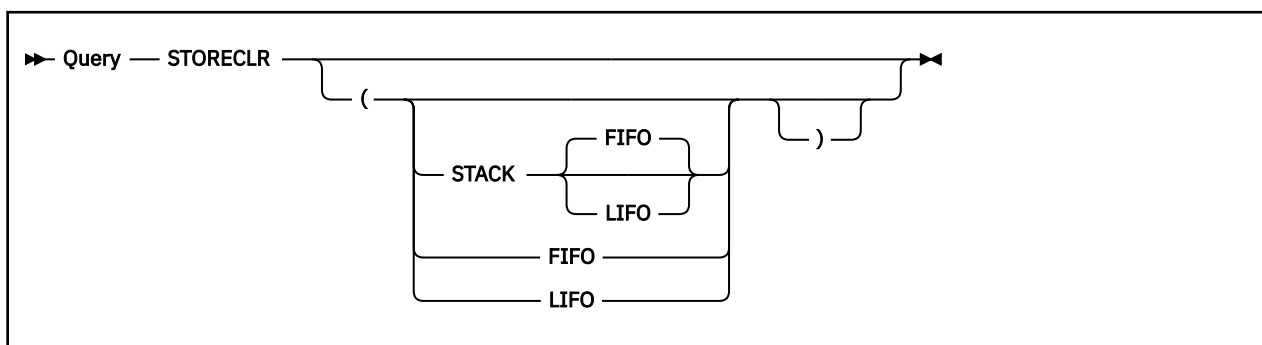 Query STORECLR
(
)
FIFO
STACK
LIFO
FIFO
LIFO